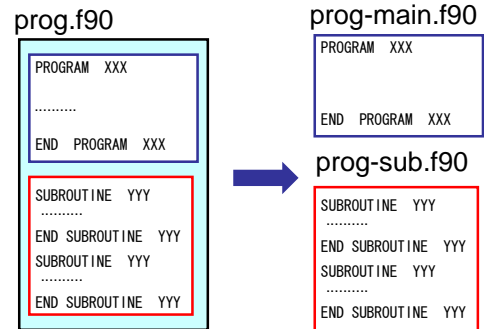 prog.f90
PROGRAM XXX
..........
END PROGRAM XXX
SUBROUTINE YYY
..........
END SUBROUTINE YYY
SUBROUTINE YYY
..........
END SUBROUTINE YYY
prog-main.f90
PROGRAM XXX
END PROGRAM XXX
prog-sub.f90
SUBROUTINE YYY
..........
END SUBROUTINE YYY
SUBROUTINE YYY
..........
END SUBROUTINE YYY